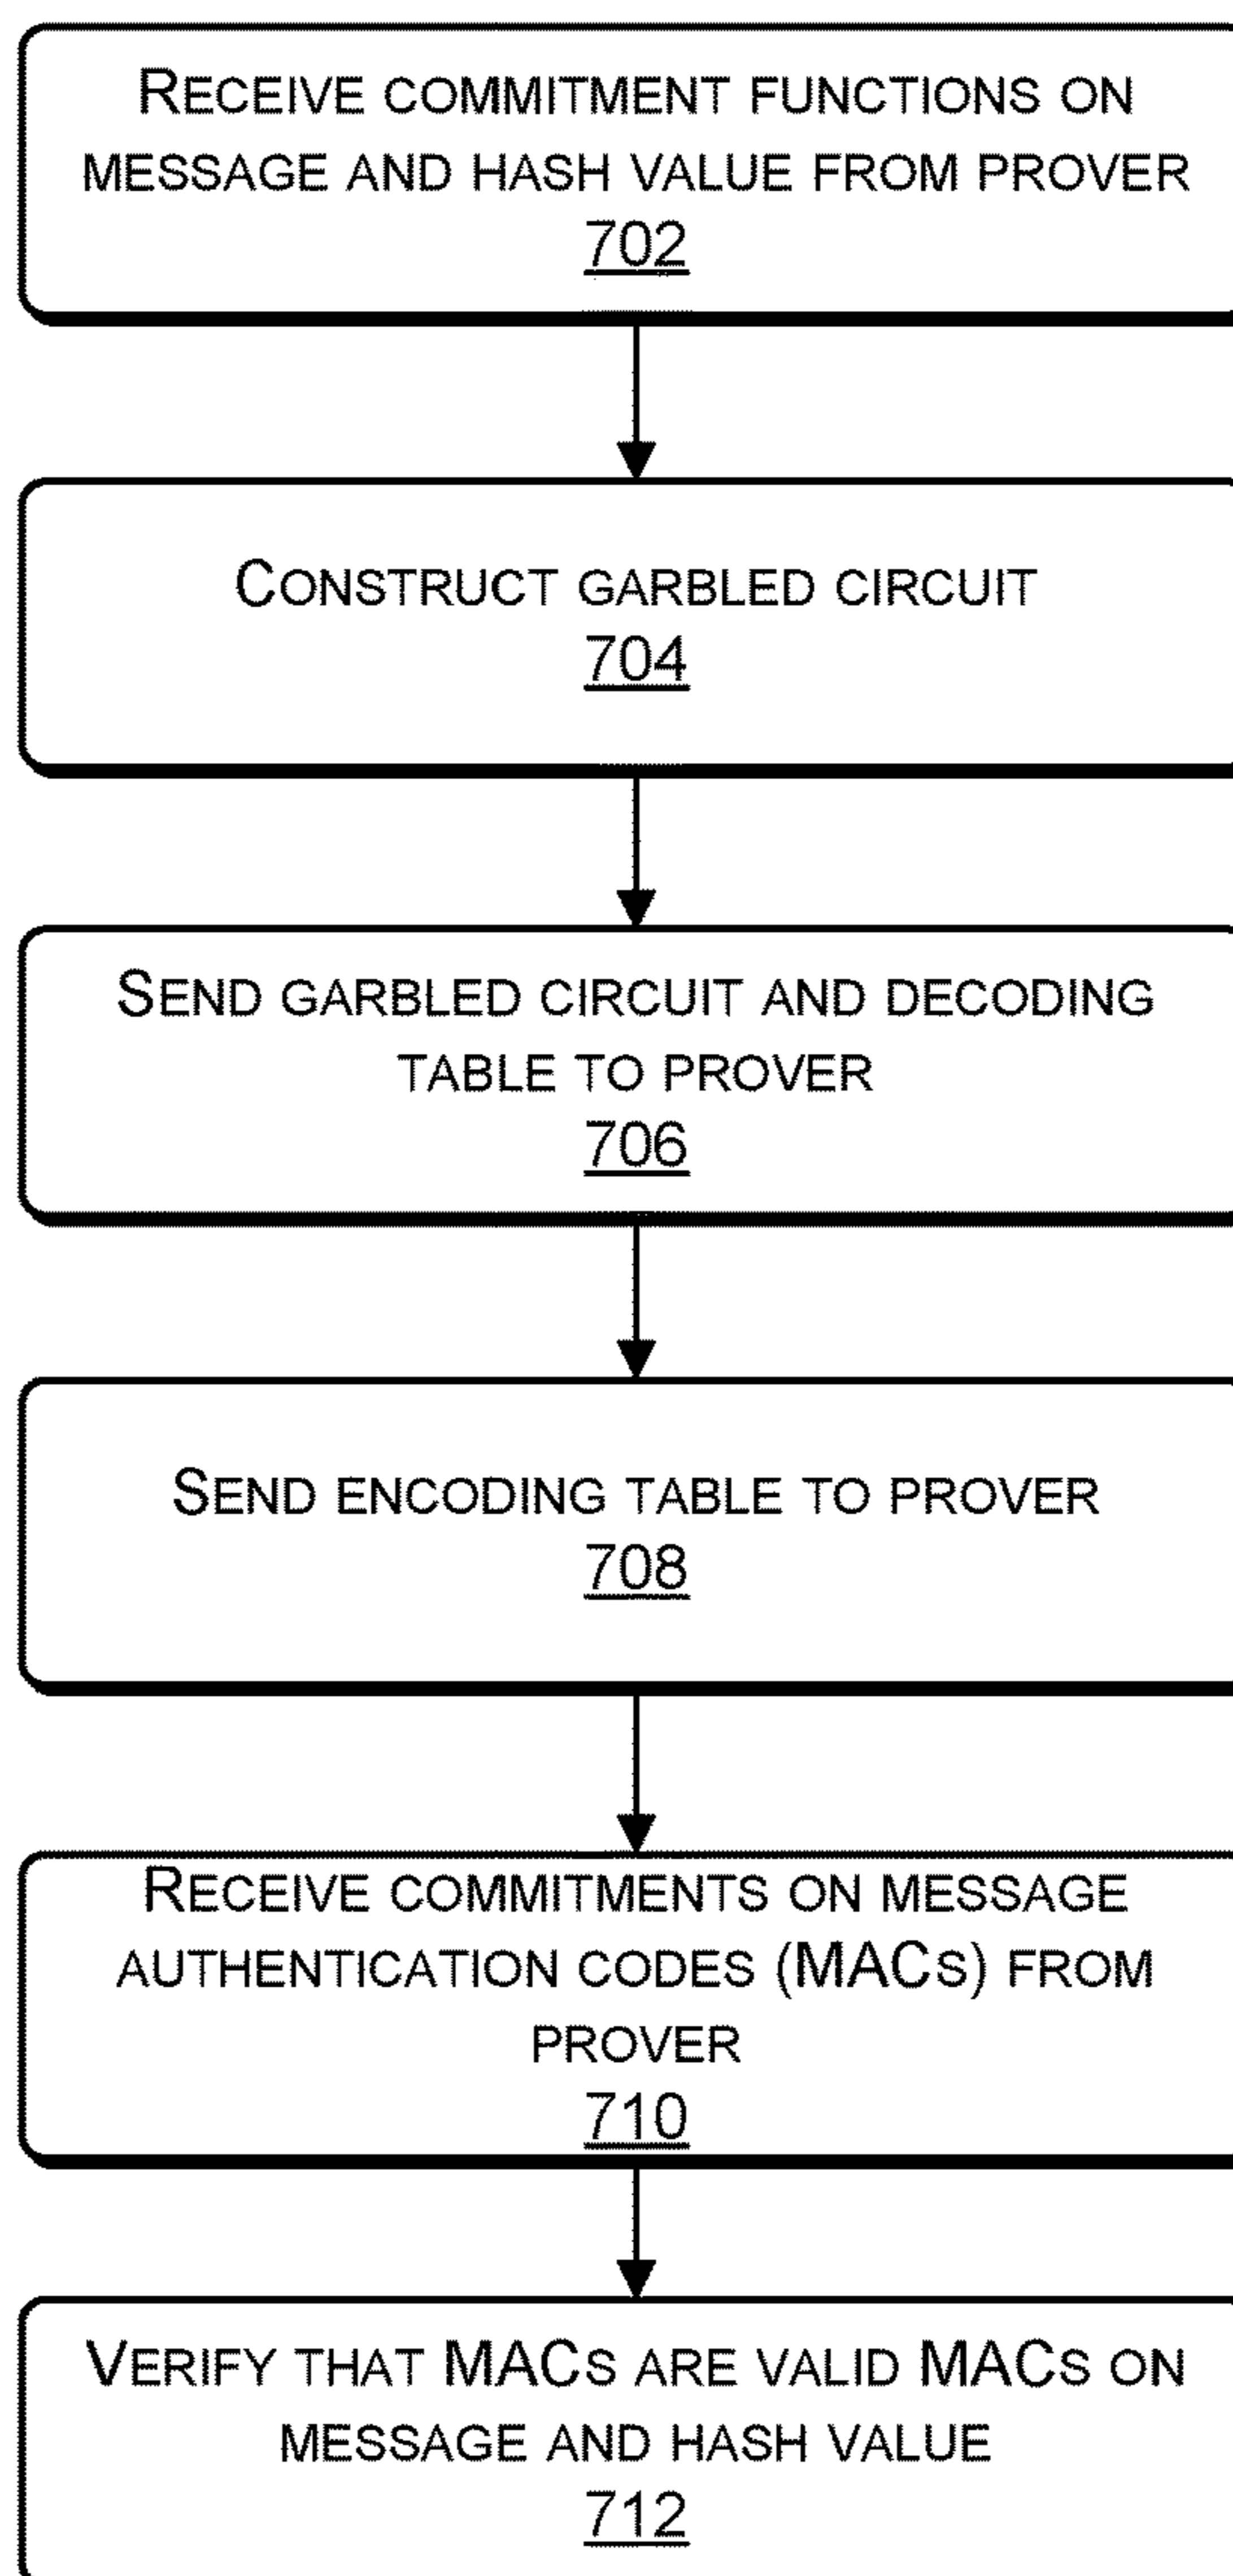 RECEIVE COMMITMENT FUNCTIONS ON
MESSAGE AND HASH VALUE FROM PROVER
702
CONSTRUCT GARBLED CIRCUIT
704
SEND GARBLED CIRCUIT AND DECODING
TABLE TO PROVER
706
SEND ENCODING TABLE TO PROVER
708
RECEIVE COMMITMENTS ON MESSAGE
AUTHENTICATION CODES (MACS) FROM
PROVER
710
VERIFY THAT MACS ARE VALID MACS ON
MESSAGE AND HASH VALUE
712